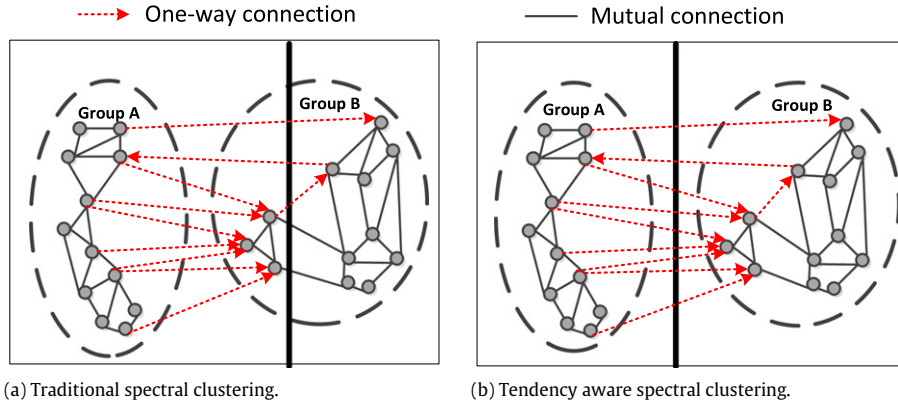 One-way connection
Mutual connection
Group A
Group B
Group A
Group B
(a) Traditional spectral clustering.
(b) Tendency aware spectral clustering.